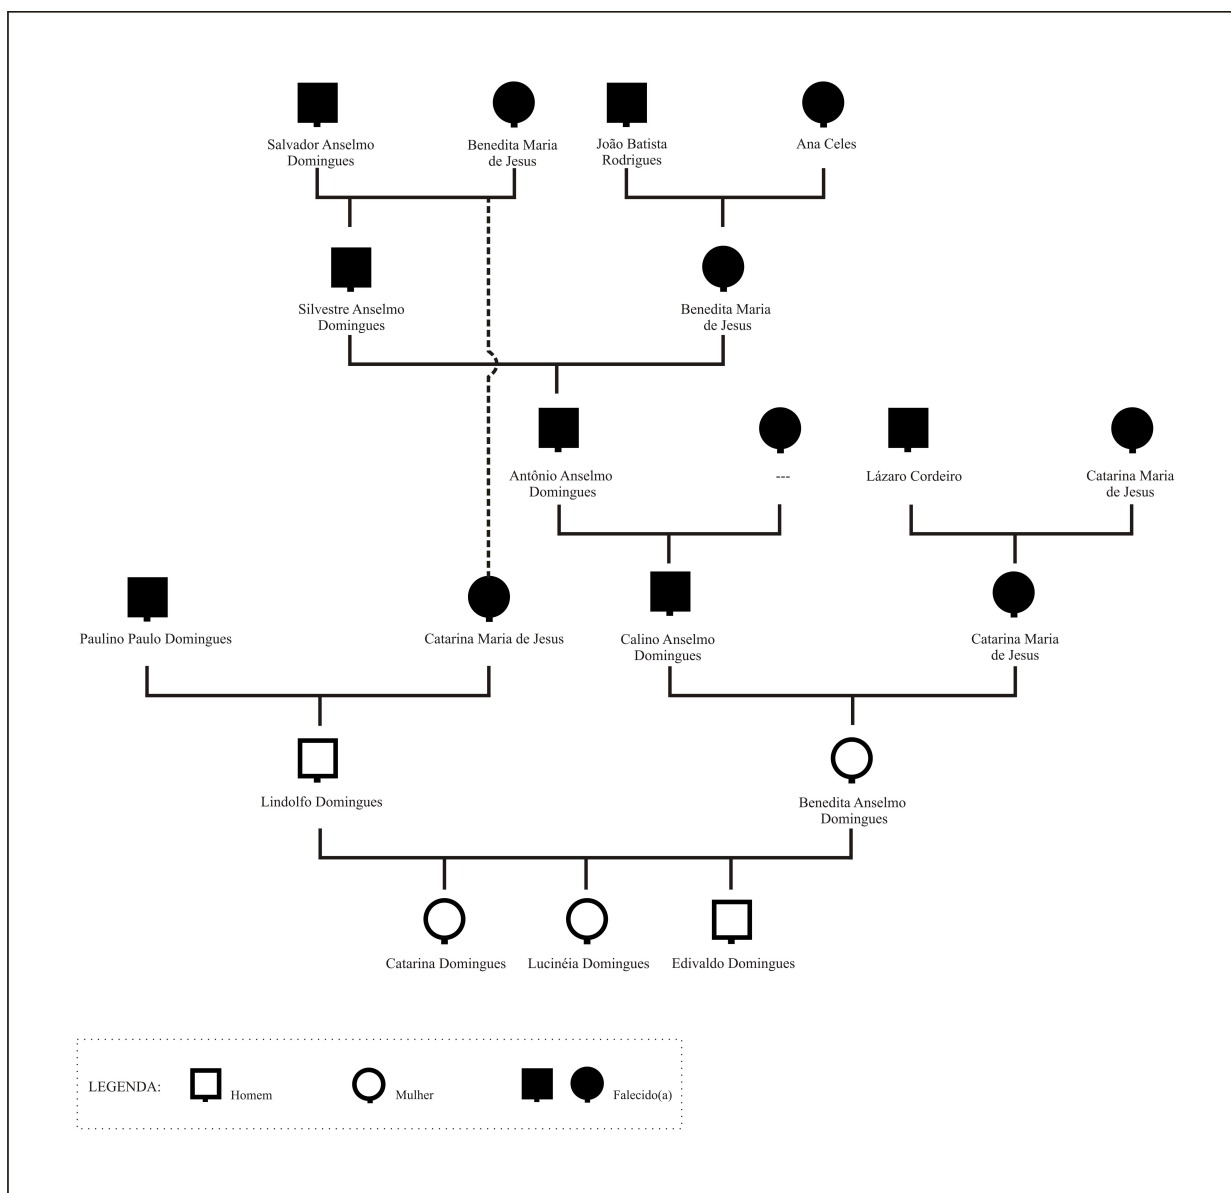 Salvador Anselmo
Domingues
Benedita Maria
de Jesus
João Batista
Rodrigues
Ana Celes
Silvestre Anselmo
Domingues
Benedita Maria
de Jesus
Antônio Anselmo
Domingues
---
Lázaro Cordeiro
Catarina Maria
de Jesus
Paulino Paulo Domingues
Catarina Maria de Jesus
Calino Anselmo
Domingues
Catarina Maria
de Jesus
Lindolfo Domingues
Benedita Anselmo
Domingues
Catarina Domingues
Lucinéia Domingues
Edivaldo Domingues
LEGENDA:
Homem
Mulher
Falecido(a)